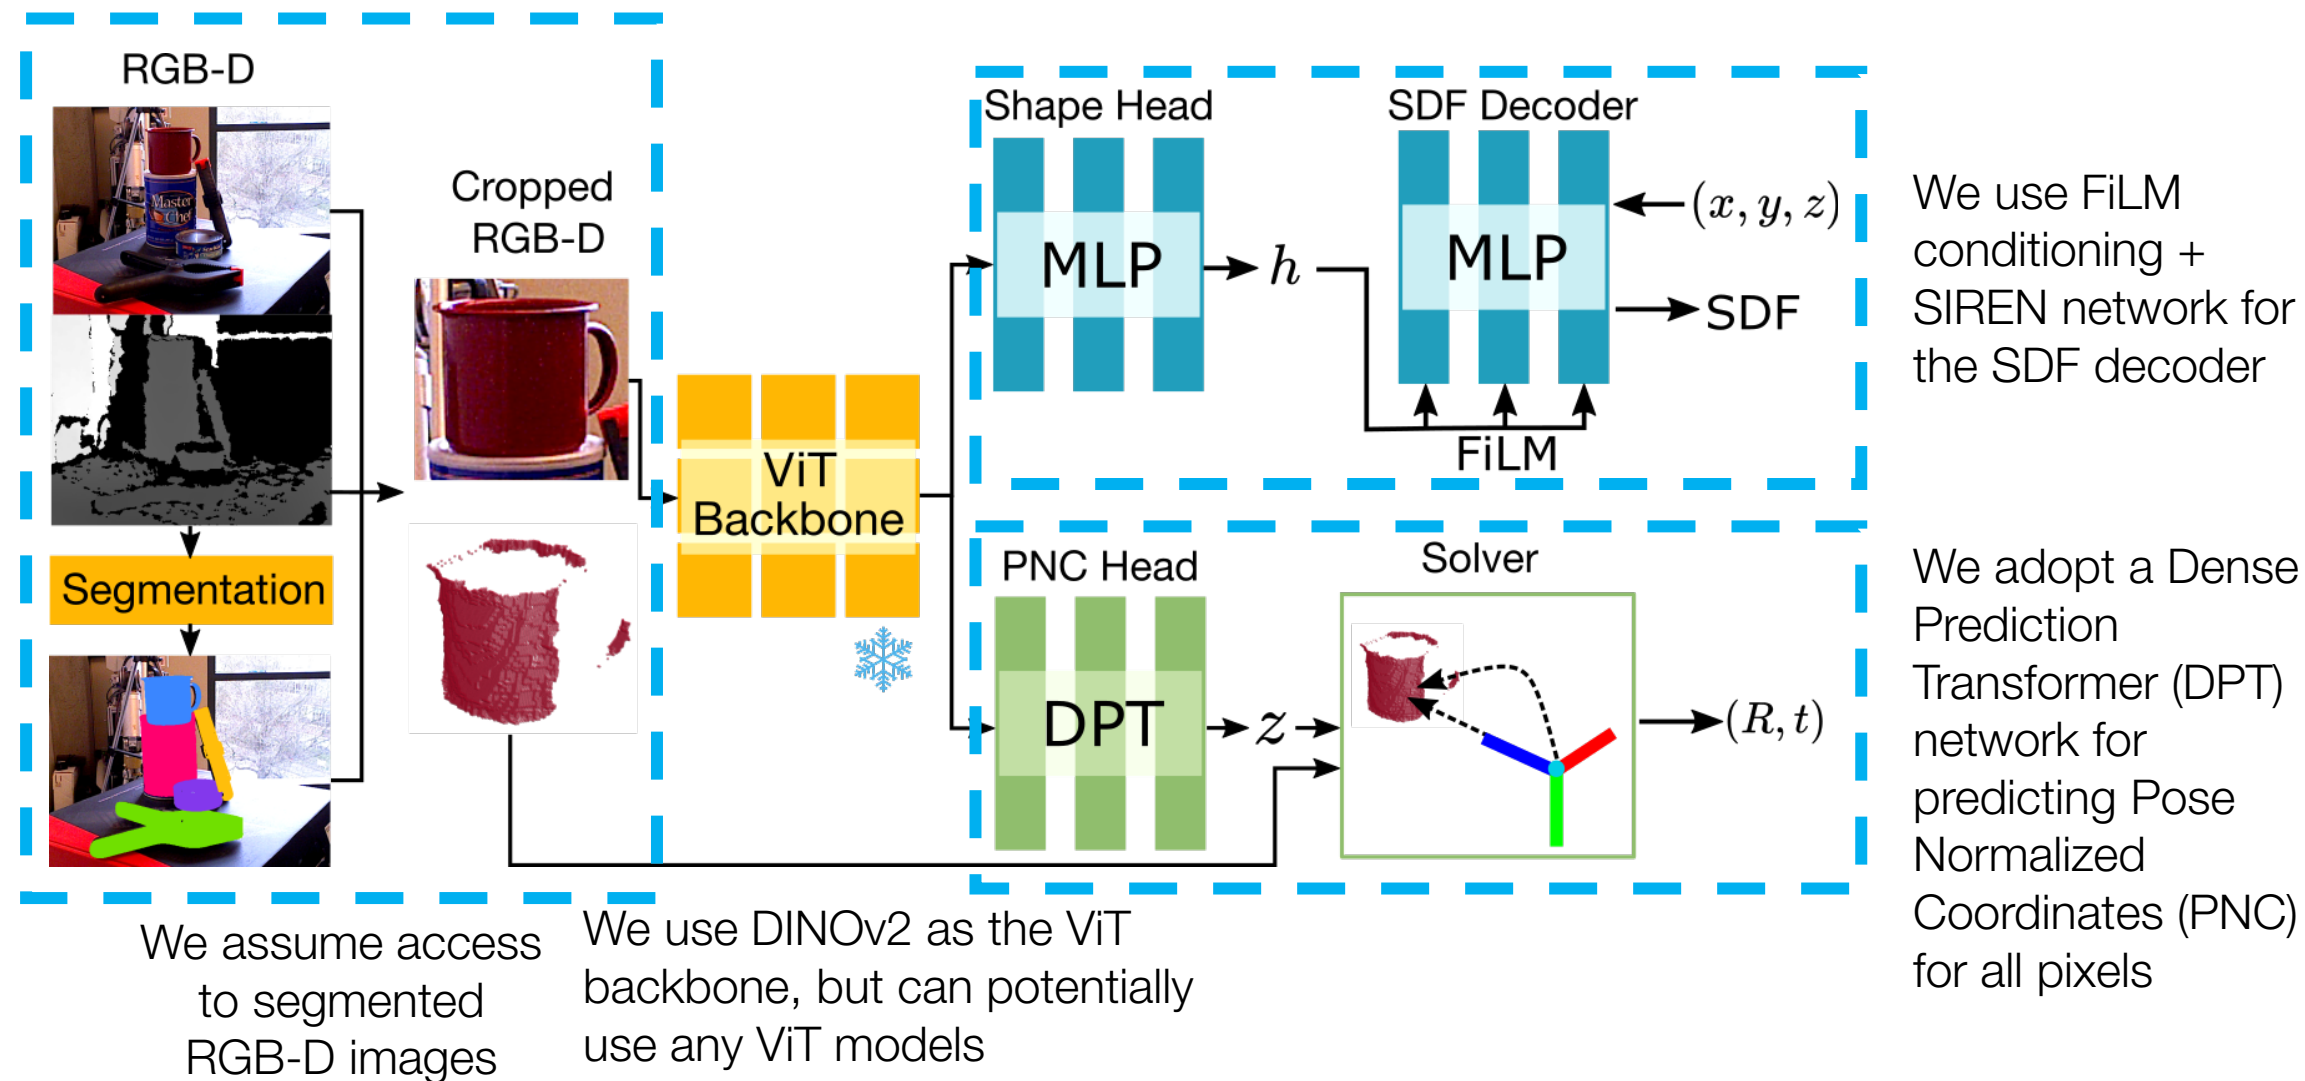 RGB-D
Master
Chef
Cropped
RGB-D
Segmentation
ViT
Backbone
Shape Head
MLP
h
SDF Decoder
MLP
(x, y, z)
SDF
FiLM
PNC Head
DPT
z
Solver
(R, t)
We use FiLM
conditioning +
SIREN network for
the SDF decoder
We adopt a Dense
Prediction
Transformer (DPT)
network for
predicting Pose
Normalized
Coordinates (PNC)
for all pixels
We assume access
to segmented
RGB-D images
We use DINOv2 as the ViT
backbone, but can potentially
use any ViT models